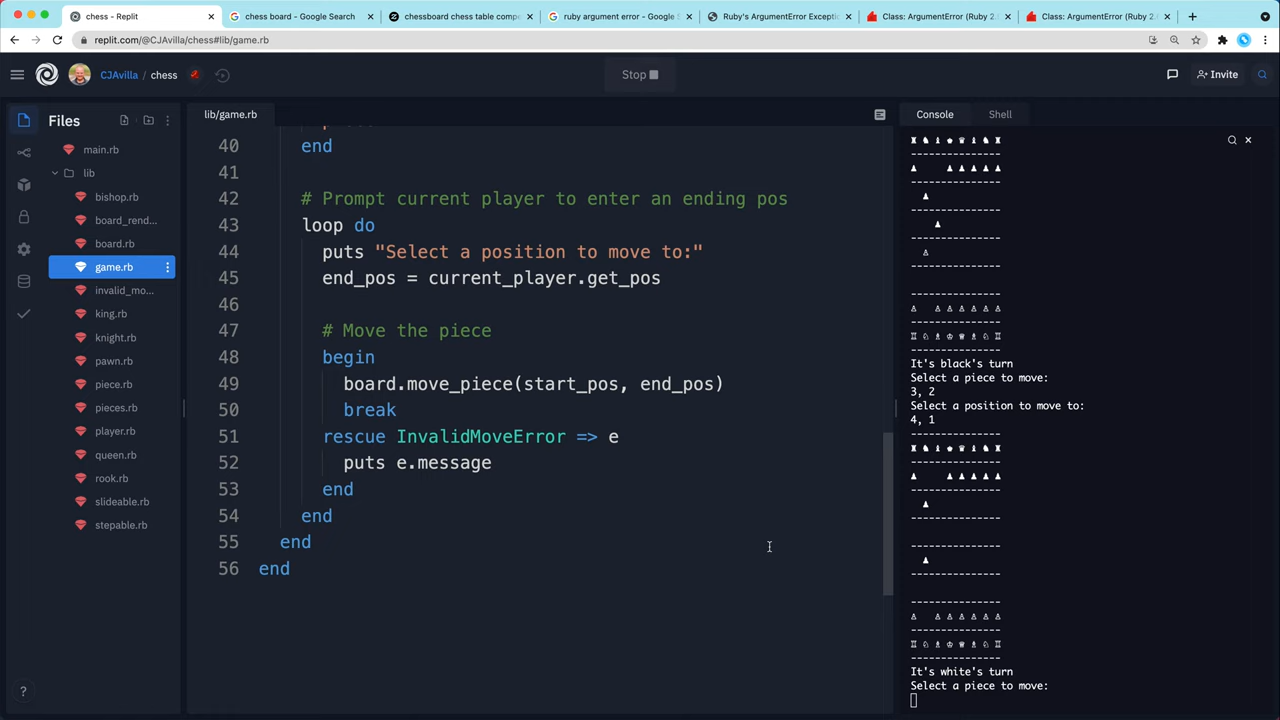 chess - Replit
chess board - Google Search
chessboard chess table compe
ruby argument error - Google S
Ruby's ArgumentError Exceptio
Class: ArgumentError (Ruby 2.
Class: ArgumentError (Ruby 2.
replit.com/@CJAvilla/chess#lib/game.rb
CJAvilla / chess
Stop
Invite
Files
main.rb
lib
bishop.rb
board_rend...
board.rb
game.rb
invalid_mo...
king.rb
knight.rb
pawn.rb
piece.rb
pieces.rb
player.rb
queen.rb
rook.rb
slideable.rb
stepable.rb
?
lib/game.rb
40 end
41
42 # Prompt current player to enter an ending pos
43 loop do
44 puts "Select a position to move to:"
45 end_pos = current_player.get_pos
46
47 # Move the piece
48 begin
49 board.move_piece(start_pos, end_pos)
50 break
51 rescue InvalidMoveError => e
52 puts e.message
53 end
54 end
55 end
56 end
Console
Shell
♜ ♞ ♝ ♚ ♛ ♝ ♞ ♜
---------------
♟ ♟ ♟ ♟ ♟ ♟
---------------
♟
---------------
♟
---------------
♙
---------------
---------------
♙ ♙ ♙ ♙ ♙ ♙ ♙
---------------
♖ ♘ ♗ ♔ ♕ ♗ ♘ ♖
---------------
It's black's turn
Select a piece to move:
3, 2
Select a position to move to:
4, 1
---------------
♜ ♞ ♝ ♚ ♛ ♝ ♞ ♜
---------------
♟ ♟ ♟ ♟ ♟ ♟
---------------
♟
---------------
---------------
♟
---------------
---------------
♙ ♙ ♙ ♙ ♙ ♙ ♙
---------------
♖ ♘ ♗ ♔ ♕ ♗ ♘ ♖
---------------
It's white's turn
Select a piece to move: